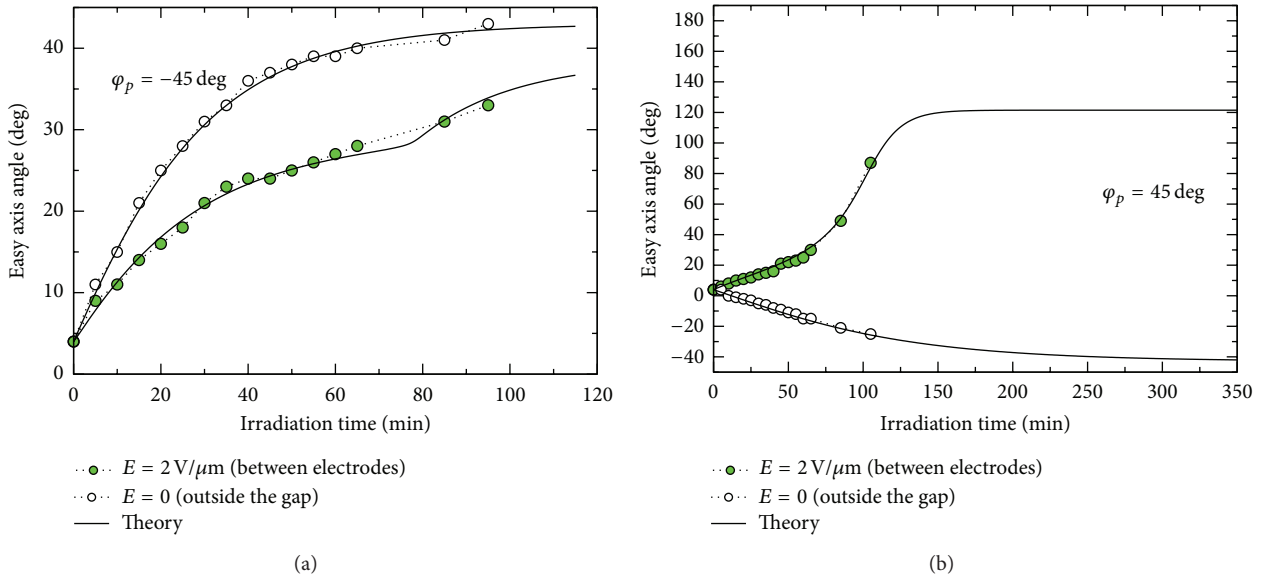 40
30
20
10
0
Easy axis angle (deg)
φp = −45 deg
0 20 40 60 80 100 120
Irradiation time (min)
E = 2 V/μm (between electrodes)
E = 0 (outside the gap)
Theory
(a)
180
160
140
120
100
80
60
40
20
0
−20
−40
Easy axis angle (deg)
φp = 45 deg
0 50 100 150 200 250 300 350
Irradiation time (min)
E = 2 V/μm (between electrodes)
E = 0 (outside the gap)
Theory
(b)